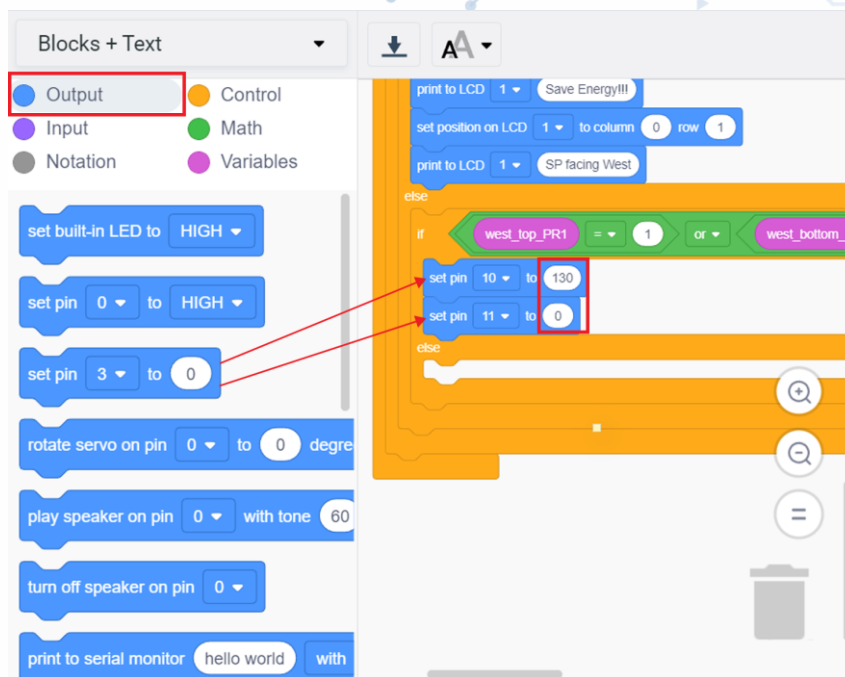 Blocks + Text
AA
Output
Control
Input
Math
Notation
Variables
set built-in LED to HIGH
set pin 0 to HIGH
set pin 3 to 0
rotate servo on pin 0 to 0 degre
play speaker on pin 0 with tone 60
turn off speaker on pin 0
print to serial monitor hello world with
print to LCD 1 Save Energy!!!
set position on LCD 1 to column 0 row 1
print to LCD 1 SP facing West
else
if west_top_PR1 = 1 or west_bottom_
set pin 10 to 130
set pin 11 to 0
else